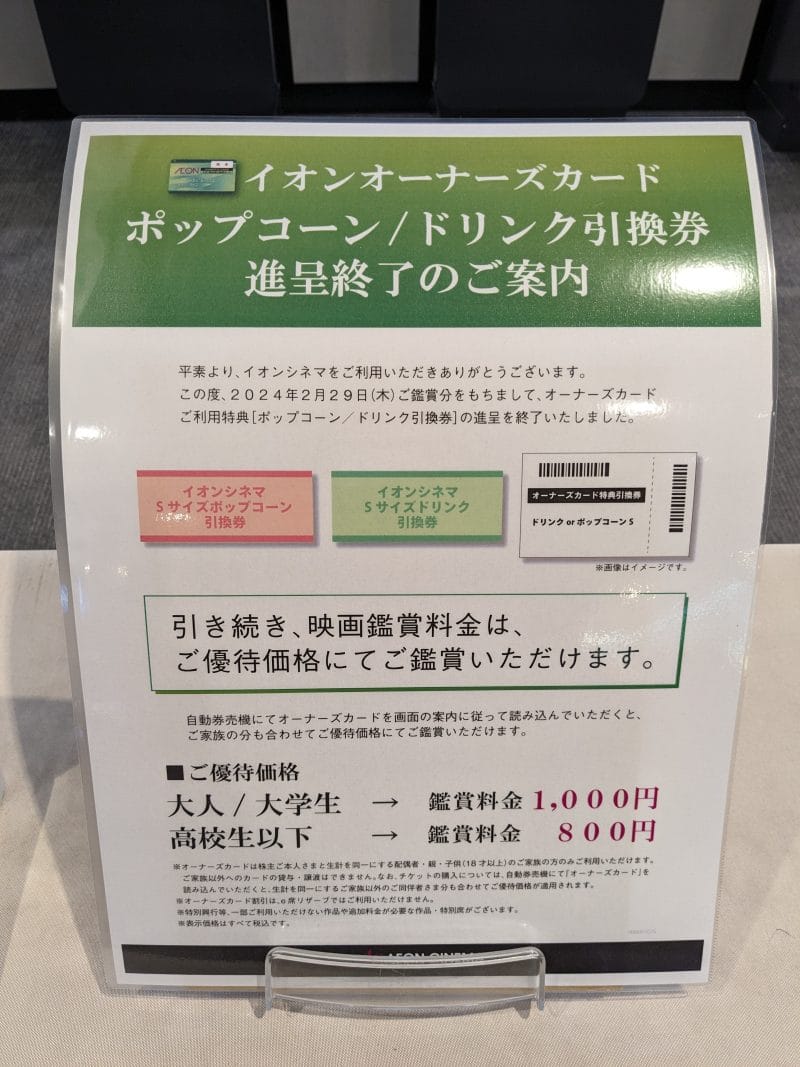 AEON
イオンオーナーズカード
ポップコーン/ドリンク引換券
進呈終了のご案内
平素より、イオンシネマをご利用いただきありがとうございます。
この度、2024年2月29日(木)ご鑑賞分をもちまして、オーナーズカード
ご利用特典[ポップコーン／ドリンク引換券]の進呈を終了いたしました。
イオンシネマ
Sサイズポップコーン
引換券
イオンシネマ
Sサイズドリンク
引換券
オーナーズカード特典引換券
ドリンク or ポップコーン S
※画像はイメージです。
引き続き、映画鑑賞料金は、
ご優待価格にてご鑑賞いただけます。
自動券売機にてオーナーズカードを画面の案内に従って読み込んでいただくと、
ご家族の分も合わせてご優待価格にてご鑑賞いただけます。
■ご優待価格
大人/大学生 → 鑑賞料金 1,000円
高校生以下 → 鑑賞料金 800円
※オーナーズカードは株主ご本人さまと生計を同一にする配偶者・親・子供(18才以上)のご家族の方のみご利用いただけます。
ご家族以外へのカードの貸与・譲渡はできません。なお、チケットの購入については、自動券売機にて「オーナーズカード」を
読み込んでいただくと、生計を同一にするご家族以外のご同伴者さま分も合わせてご優待価格が適用されます。
※オーナーズカード割引は、e席リザーブではご利用いただけません。
※特別興行等、一部ご利用いただけない作品や追加料金が必要な作品・特別席がございます。
※表示価格はすべて税込です。
AEON CINEMA